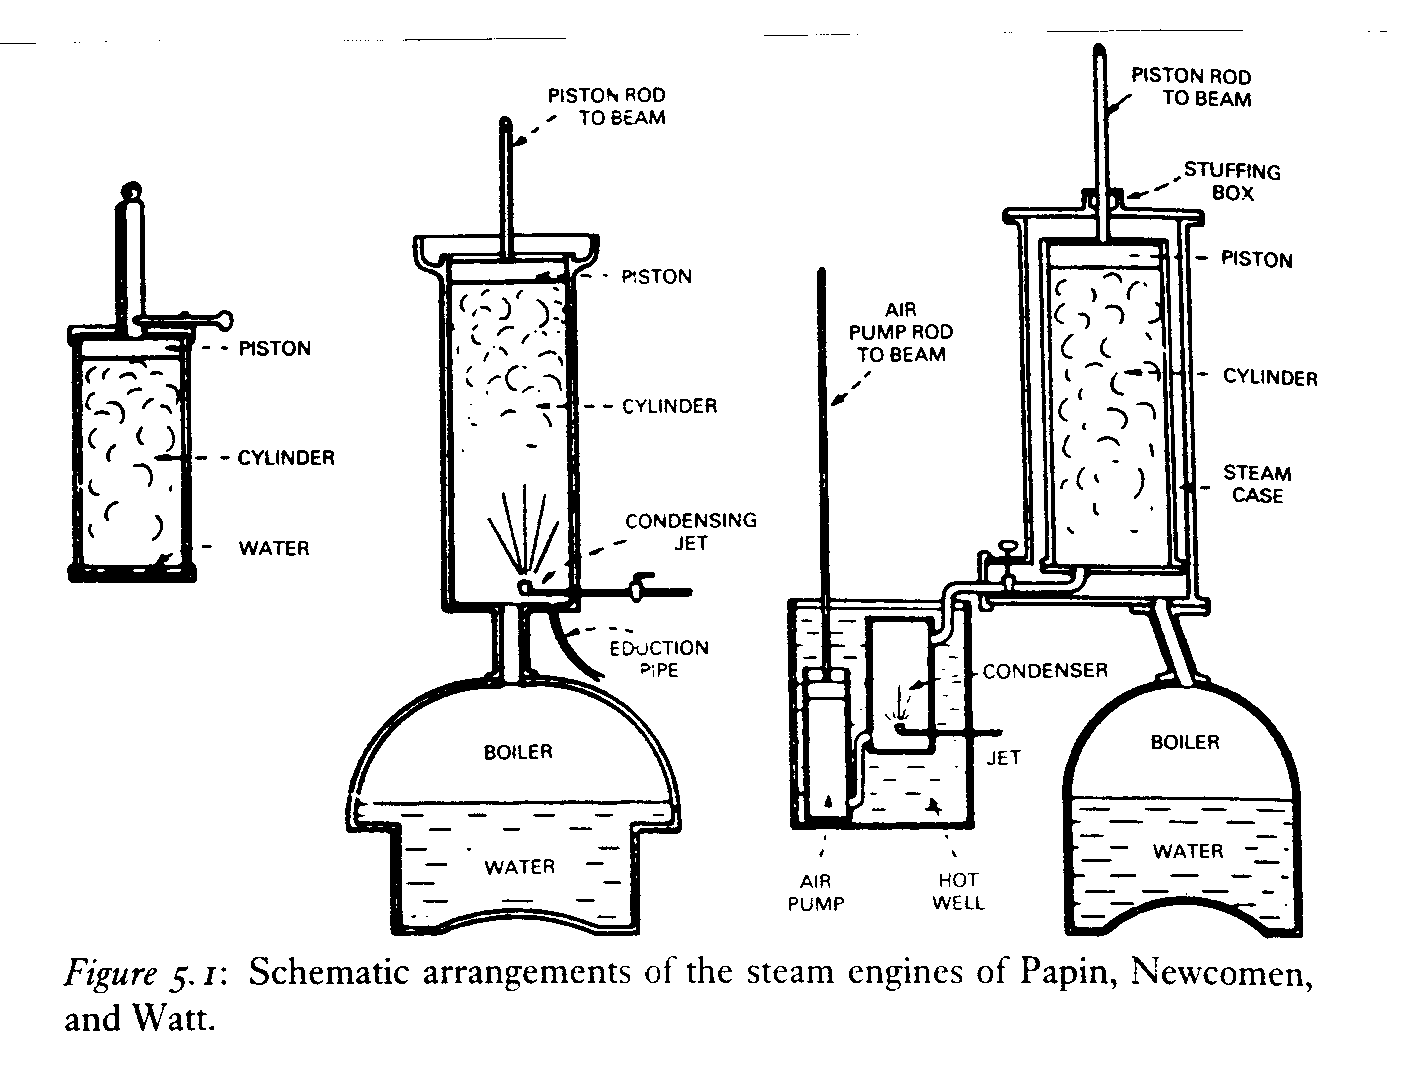 PISTON
CYLINDER
WATER
PISTON ROD
TO BEAM
PISTON
CYLINDER
CONDENSING
JET
EDUCTION
PIPE
BOILER
WATER
AIR
PUMP ROD
TO BEAM
PISTON ROD
TO BEAM
STUFFING
BOX
PISTON
CYLINDER
STEAM
CASE
CONDENSER
JET
BOILER
WATER
AIR
PUMP
HOT
WELL
Figure 5.1: Schematic arrangements of the steam engines of Papin, Newcomen,
and Watt.